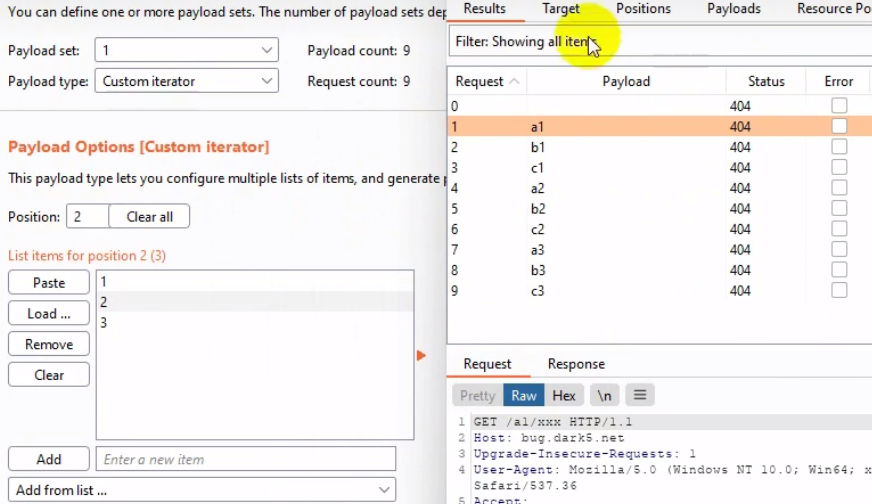 You can define one or more payload sets. The number of payload sets
Payload set: 1 Payload count: 9
Payload type: Custom iterator Request count: 9
Payload Options [Custom iterator]
This payload type lets you configure multiple lists of items, and generate
Position: 2 Clear all
List items for position 2 (3)
Paste
Load ...
Remove
Clear
1
2
3
Add Enter a new item
Add from list ...
Results Target Positions Payloads Resource
Filter: Showing all items
Request Payload Status Error
0 404
1 a1 404
2 b1 404
3 c1 404
4 a2 404
5 b2 404
6 c2 404
7 a3 404
8 b3 404
9 c3 404
Request Response
Pretty Raw Hex \n
1 GET /a1/xxx HTTP/1.1
2 Host: bug.dark5.net
3 Upgrade-Insecure-Requests: 1
4 User-Agent: Mozilla/5.0 (Windows NT 10.0; Win64;
Safari/537.36
5 Accept: